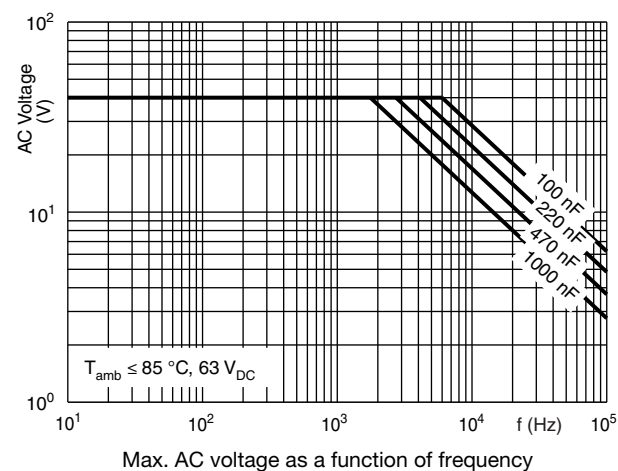 10²
AC Voltage
(V)
10¹
100 nF
220 nF
470 nF
1000 nF
T_amb ≤ 85 °C, 63 V_DC
10⁰
10¹ 10² 10³ 10⁴ f (Hz) 10⁵
Max. AC voltage as a function of frequency